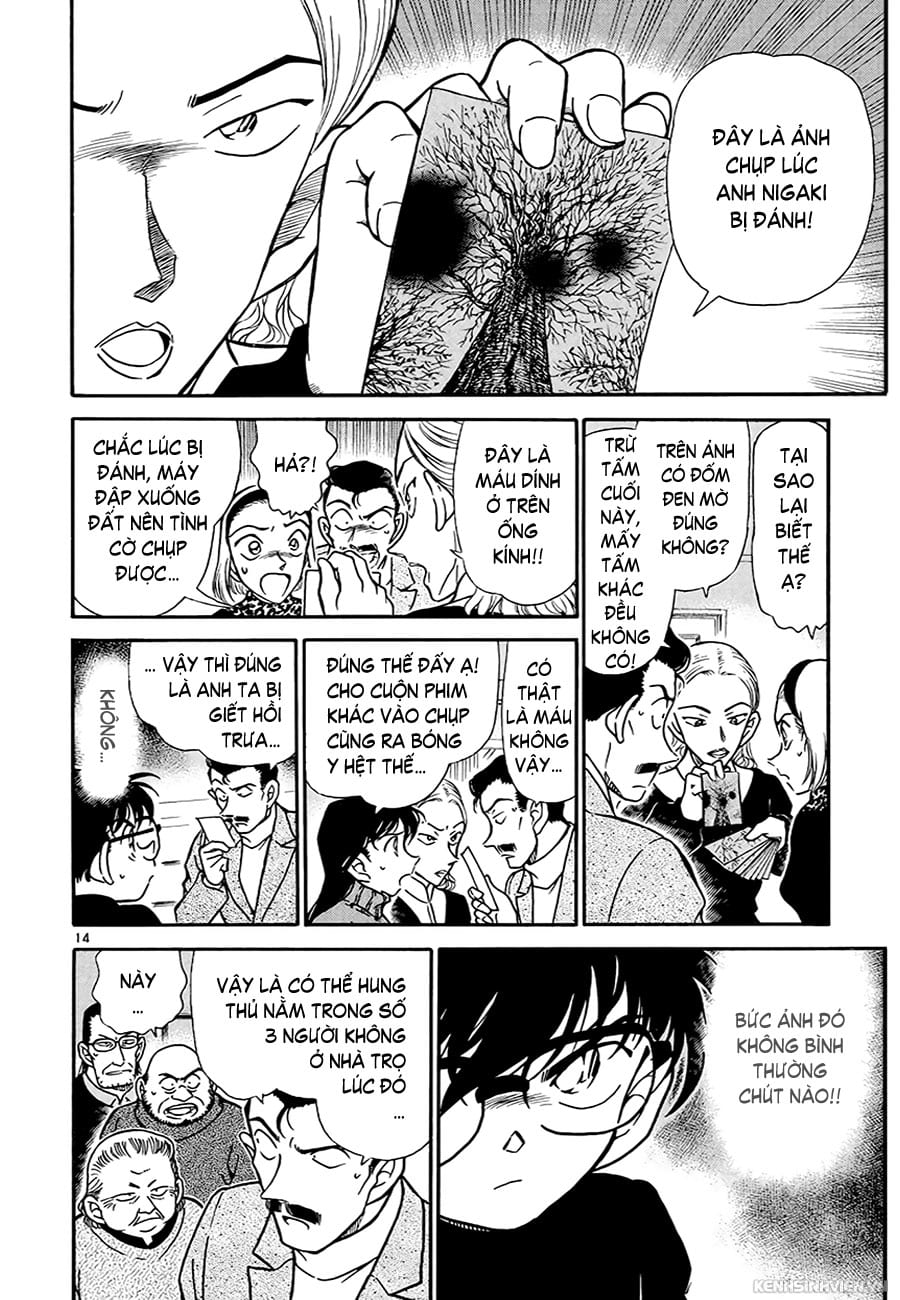 ĐÂY LÀ ẢNH
CHỤP LÚC
ANH NIGAKI
BỊ ĐÁNH!
TẠI
SAO
LẠI
BIẾT
THẾ
Ạ?
TRÊN ẢNH
CÓ ĐỐM
ĐEN MỜ
ĐÚNG
KHÔNG?
TRỪ
TẤM
CUỐI
NÀY,
MẤY
TẤM
KHÁC
ĐỀU
KHÔNG
CÓ!
ĐÂY LÀ
MÁU DÍNH
Ở TRÊN
ỐNG
KÍNH!!
HẢ?!
CHẮC LÚC BỊ
ĐÁNH, MÁY
ĐẬP XUỐNG
ĐẤT NÊN TÌNH
CỜ CHỤP
ĐƯỢC...
CÓ
THẬT
LÀ MÁU
KHÔNG
VẬY...
ĐÚNG THẾ ĐẤY Ạ!
CHO CUỘN PHIM
KHÁC VÀO CHỤP
CŨNG RA BÓNG
Y HỆT THẾ...
... VẬY THÌ ĐÚNG
LÀ ANH TA BỊ
GIẾT HỒI
TRƯA...
KHÔNG...
14
BỨC ẢNH ĐÓ
KHÔNG BÌNH
THƯỜNG
CHÚT NÀO!!
VẬY LÀ CÓ THỂ HUNG
THỦ NẰM TRONG SỐ
3 NGƯỜI KHÔNG
Ở NHÀ TRỌ
LÚC ĐÓ
...
NÀY
...
KENHSINHVIEN.VN